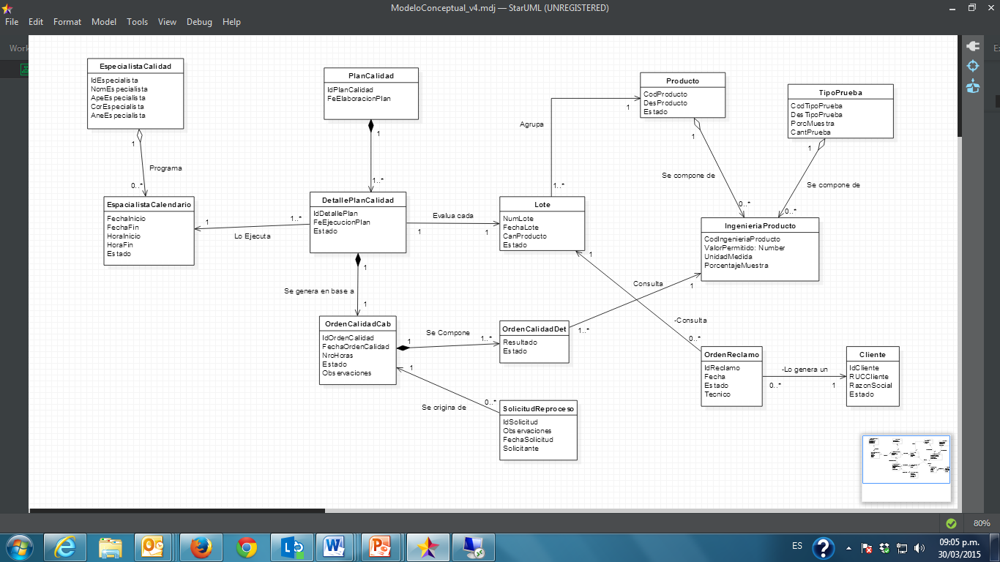 ModeloConceptual_v4.mdj — StarUML (UNREGISTERED)
File Edit Format Model Tools View Debug Help
Work
Ex
EspecialistaCalidad
IdEspecialista
NomEspecialista
ApeEspecialista
CorEspecialista
AneEspecialista
1
Programa
0..*
EspacialistaCalendario
FechaInicio
FechaFin
HoraInicio
HoraFin
Estado
PlanCalidad
IdPlanCalidad
FeElaboracionPlan
1
1..*
DetallePlanCalidad
IdDetallePlan
FeEjecucionPlan
Estado
1
1..*
Lo Ejecuta
Evalua cada
1
1
Lote
NumLote
FechaLote
CanProducto
Estado
Agrupa
1
1..*
Producto
CodProducto
DesProducto
Estado
1
Se compone de
0..*
TipoPrueba
CodTipoPrueba
DesTipoPrueba
PorcMuestra
CantPrueba
1
Se compone de
0..*
IngenieriaProducto
CodIngenieriaProducto
ValorPermitido: Number
UnidadMedida
PorcentajeMuestra
1
Se genera en base a
1
OrdenCalidadCab
IdOrdenCalidad
FechaOrdenCalidad
NroHoras
Estado
Observaciones
1
Se Compone
1..*
OrdenCalidadDet
Resultado
Estado
Consulta
1
1..*
1
-Consulta
0..*
1
Se origina de
0..*
SolicitudReproceso
IdSolicitud
Observaciones
FechaSolicitud
Solicitante
OrdenReclamo
IdReclamo
Fecha
Estado
Tecnico
-Lo genera un
0..*
1
Cliente
IdCliente
RUCCliente
RazonSocial
Estado
80%
ES
09:05 p.m.
30/03/2015